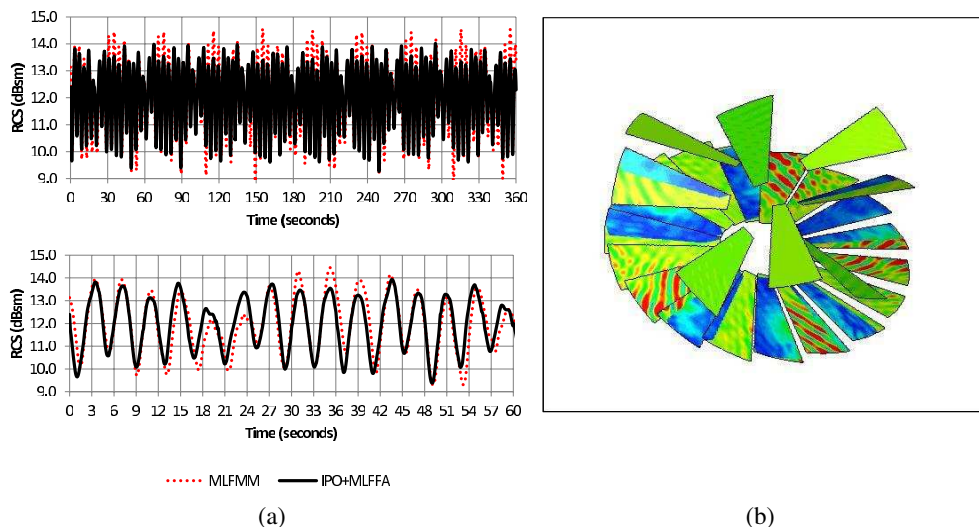 15.0
14.0
13.0
12.0
11.0
10.0
9.0
RCS (dBsm)
0 30 60 90 120 150 180 210 240 270 300 330 360
Time (seconds)
15.0
14.0
13.0
12.0
11.0
10.0
9.0
RCS (dBsm)
0 3 6 9 12 15 18 21 24 27 30 33 36 39 42 45 48 51 54 57 60
Time (seconds)
MLFMM IPO+MLFFA
(a) (b)